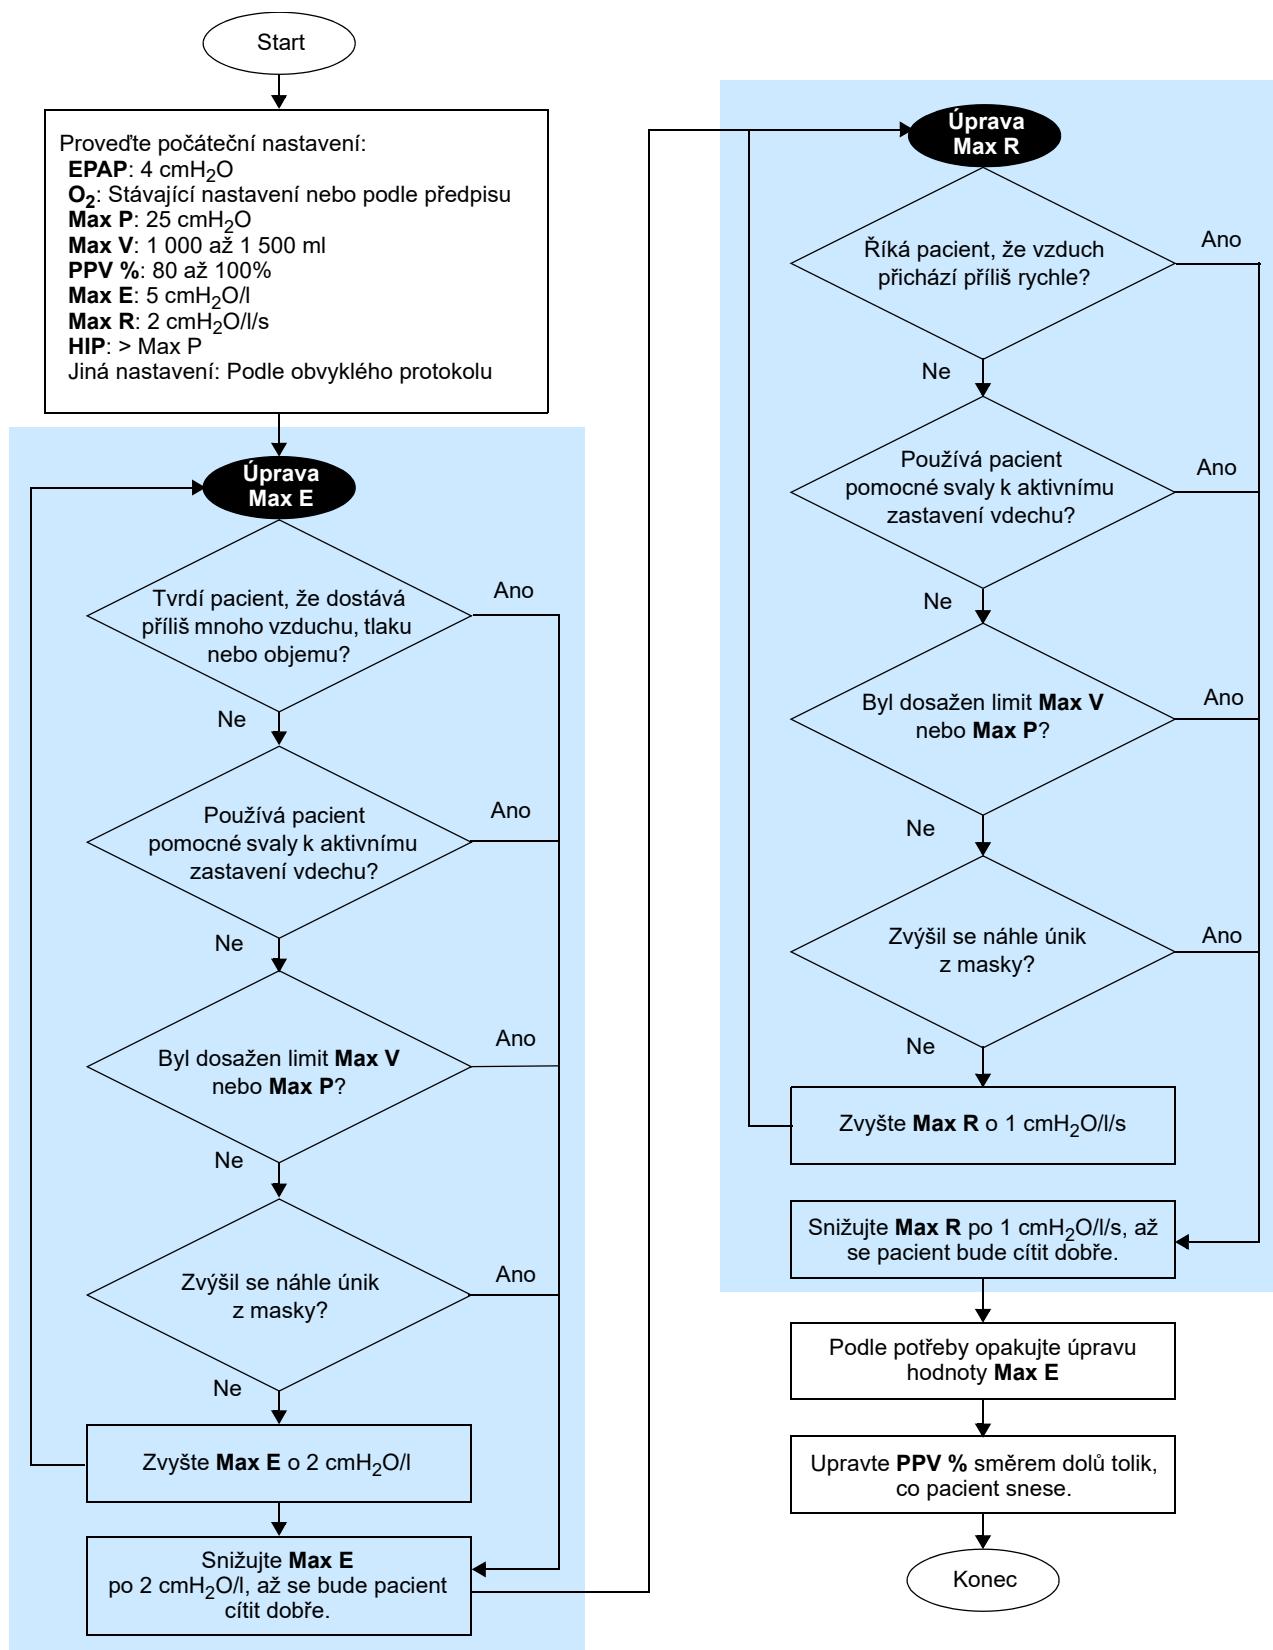 Start
Proveďte počáteční nastavení:
EPAP: 4 cmH2O
O2: Stávající nastavení nebo podle předpisu
Max P: 25 cmH2O
Max V: 1 000 až 1 500 ml
PPV %: 80 až 100%
Max E: 5 cmH2O/l
Max R: 2 cmH2O/l/s
HIP: > Max P
Jiná nastavení: Podle obvyklého protokolu
Úprava
Max E
Tvrdí pacient, že dostává
příliš mnoho vzduchu, tlaku
nebo objemu?
Ano
Ne
Používá pacient
pomocné svaly k aktivnímu
zastavení vdechu?
Ano
Ne
Byl dosažen limit Max V
nebo Max P?
Ano
Ne
Zvýšil se náhle únik
z masky?
Ano
Ne
Zvyšte Max E o 2 cmH2O/l
Snižujte Max E
po 2 cmH2O/l, až se bude pacient
cítit dobře.
Úprava
Max R
Říká pacient, že vzduch
přichází příliš rychle?
Ano
Ne
Používá pacient
pomocné svaly k aktivnímu
zastavení vdechu?
Ano
Ne
Byl dosažen limit Max V
nebo Max P?
Ano
Ne
Zvýšil se náhle únik
z masky?
Ano
Ne
Zvyšte Max R o 1 cmH2O/l/s
Snižujte Max R po 1 cmH2O/l/s, až
se pacient bude cítit dobře.
Podle potřeby opakujte úpravu
hodnoty Max E
Upravte PPV % směrem dolů tolik,
co pacient snese.
Konec